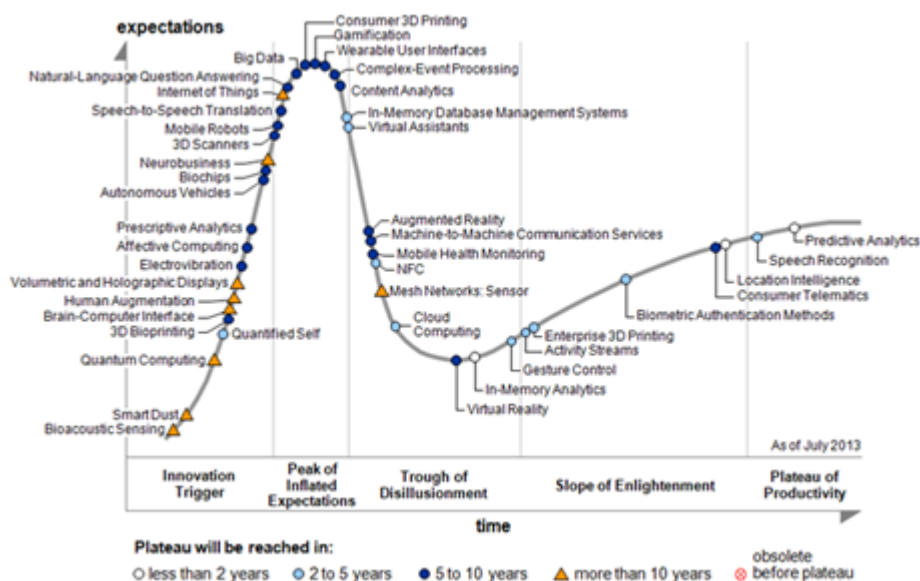 expectations
Consumer 3D Printing
Gamification
Wearable User Interfaces
Big Data
Complex-Event Processing
Natural-Language Question Answering
Content Analytics
Internet of Things
In-Memory Database Management Systems
Speech-to-Speech Translation
Virtual Assistants
Mobile Robots
3D Scanners
Neurobusiness
Biochips
Autonomous Vehicles
Augmented Reality
Prescriptive Analytics
Machine-to-Machine Communication Services
Affective Computing
Mobile Health Monitoring
Electrovibration
NFC
Volumetric and Holographic Displays
Mesh Networks: Sensor
Human Augmentation
Brain-Computer Interface
3D Bioprinting
Quantified Self
Cloud
Computing
Quantum Computing
Smart Dust
Bioacoustic Sensing
Predictive Analytics
Speech Recognition
Location Intelligence
Consumer Telematics
Biometric Authentication Methods
Enterprise 3D Printing
Activity Streams
Gesture Control
In-Memory Analytics
Virtual Reality
As of July 2013
Innovation
Trigger
Peak of
Inflated
Expectations
Trough of
Disillusionment
Slope of Enlightenment
Plateau of
Productivity
time
Plateau will be reached in:
less than 2 years
2 to 5 years
5 to 10 years
more than 10 years
obsolete
before plateau